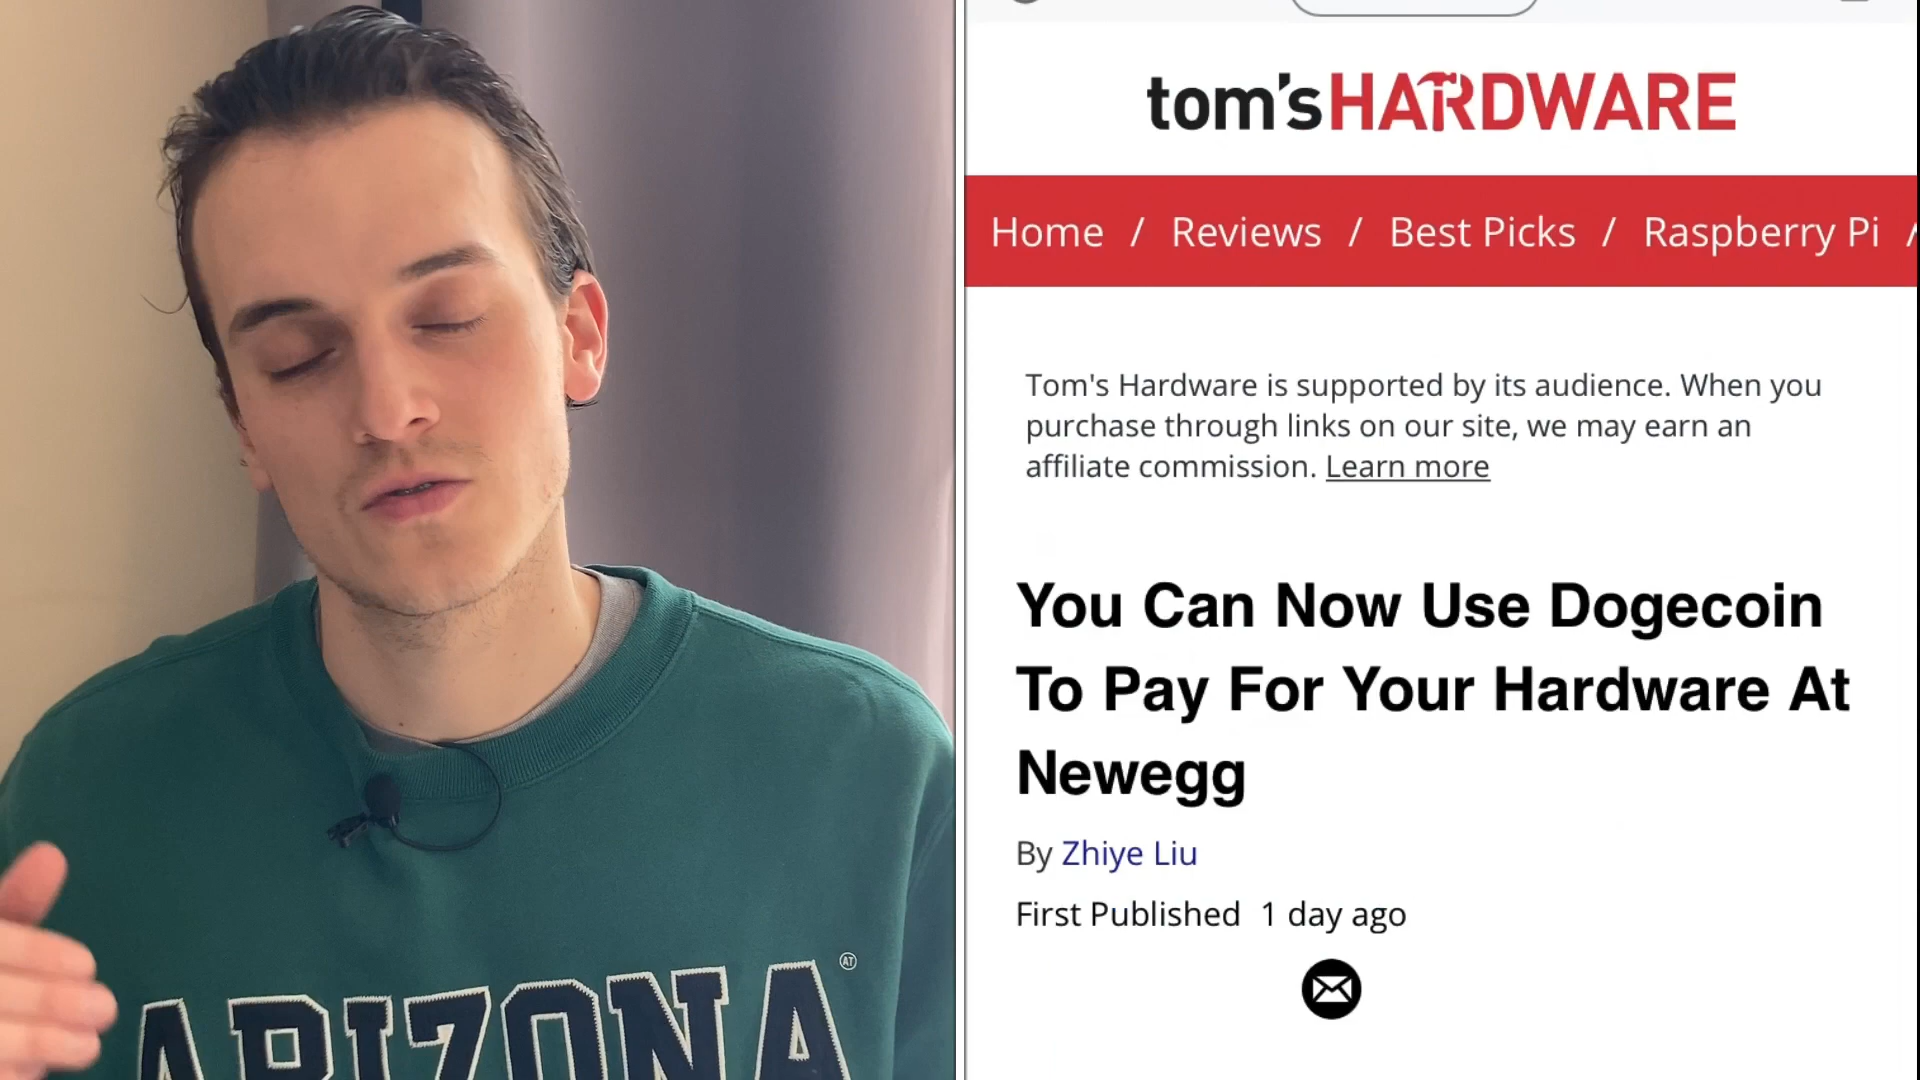 ARIZONA
AT
tom'sHARDWARE
Home / Reviews / Best Picks / Raspberry Pi /
Tom's Hardware is supported by its audience. When you
purchase through links on our site, we may earn an
affiliate commission. Learn more
You Can Now Use Dogecoin
To Pay For Your Hardware At
Newegg
By Zhiye Liu
First Published 1 day ago